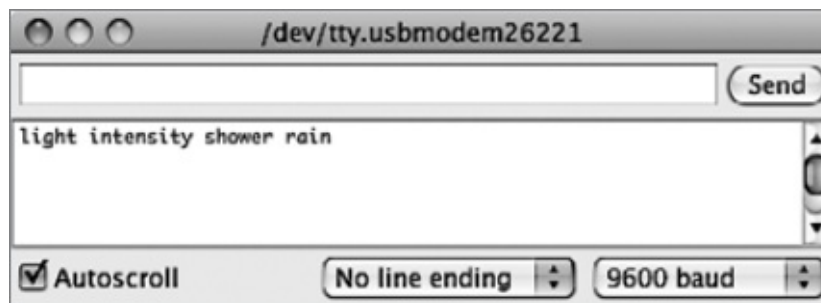 /dev/tty.usbmodem26221
Send
light intensity shower rain
Autoscroll
No line ending
9600 baud